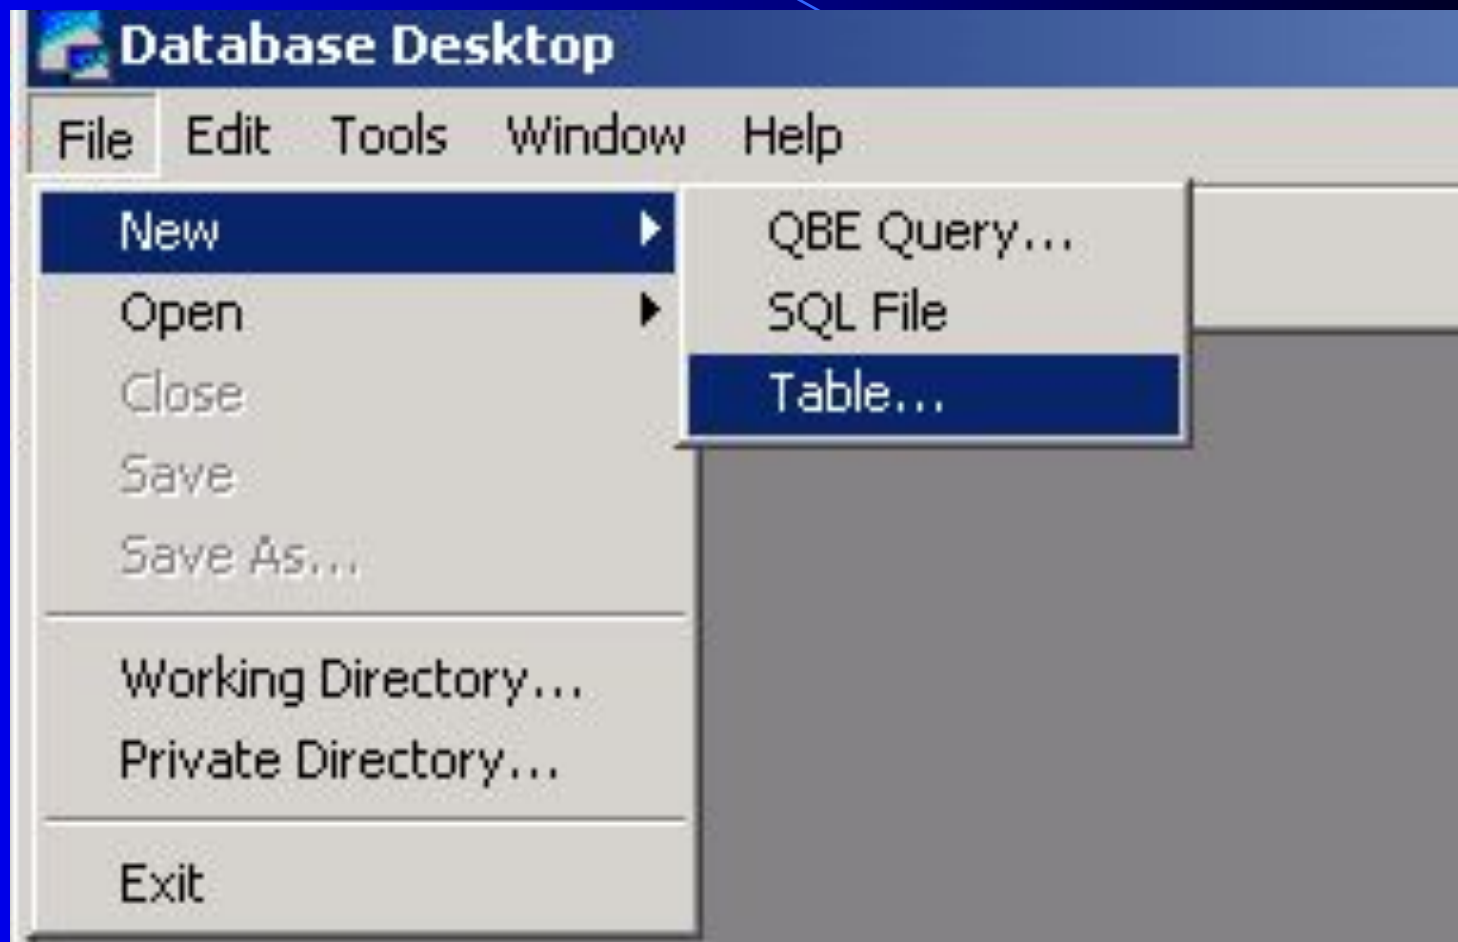 Database Desktop
File Edit Tools Window Help
New
Open
Close
Save
Save As...
Working Directory...
Private Directory...
Exit
QBE Query...
SQL File
Table...